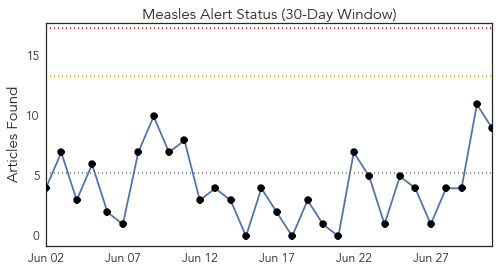 Measles Alert Status (30-Day Window)
Articles Found
15
10
5
0
Jun 02 Jun 07 Jun 12 Jun 17 Jun 22 Jun 27